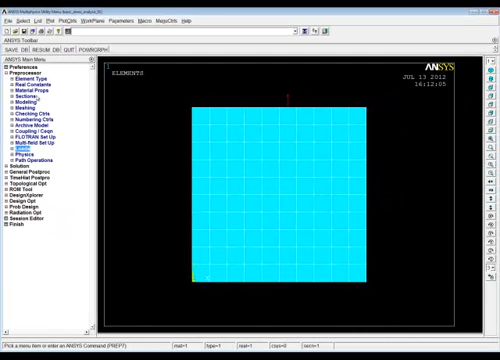 ANSYS Multiphysics Utility Menu
File Select List Plot PlotCtrls WorkPlane Parameters Macro MenuCtrls Help
ANSYS Toolbar
SAVE_DB RESUM_DB QUIT POWRGRPH
ANSYS Main Menu
Preferences
Preprocessor
Element Type
Real Constants
Material Props
Sections
Modeling
Meshing
Checking Ctrls
Numbering Ctrls
Archive Model
Coupling / Ceqn
FLOTRAN Set Up
Multi-field Set Up
Loads
Physics
Path Operations
Solution
General Postproc
TimeHist Postpro
Topological Opt
ROM Tool
DesignXplorer
Design Opt
Prob Design
Radiation Opt
Session Editor
Finish
1
ELEMENTS
ANSYS
JUL 13 2012
16:12:05
Pick a menu item or enter an ANSYS Command (PREP7)
mat=1
type=1
real=1
csys=0
secn=1